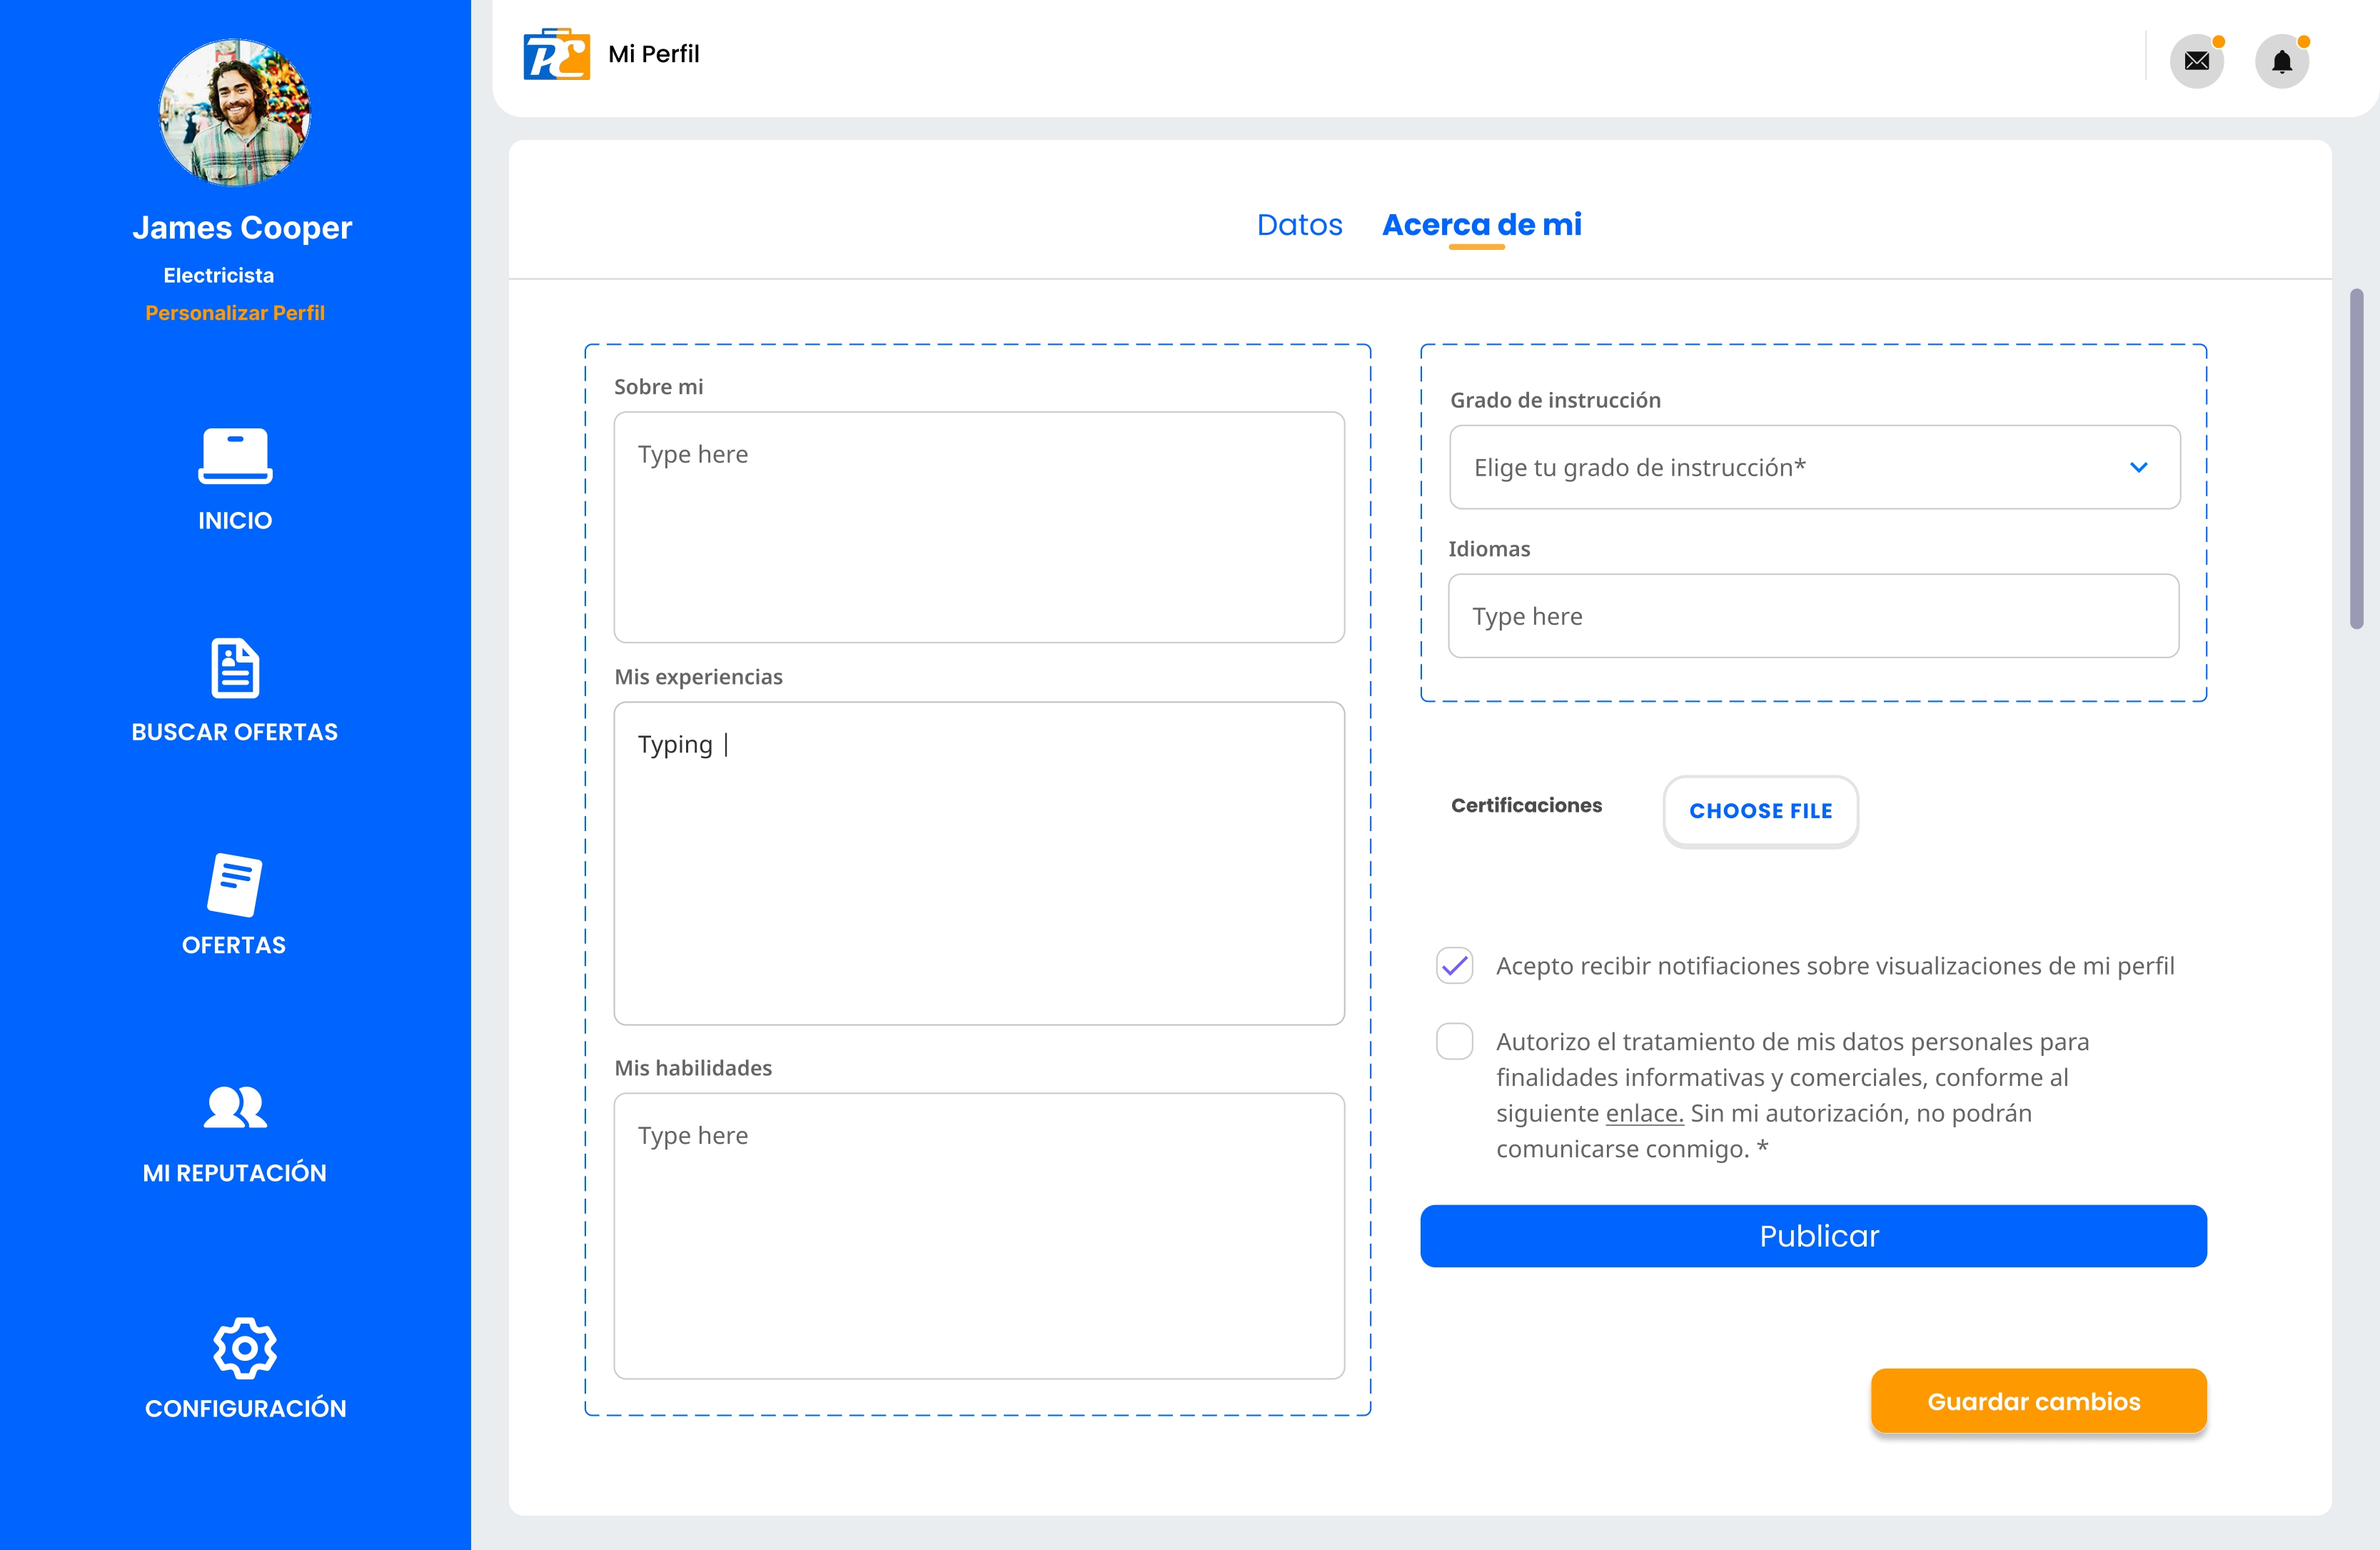 James Cooper
Electricista
Personalizar Perfil
INICIO
BUSCAR OFERTAS
OFERTAS
MI REPUTACIÓN
CONFIGURACIÓN
PC
Mi Perfil
Datos
Acerca de mi
Sobre mi
Type here
Mis experiencias
Typing |
Mis habilidades
Type here
Grado de instrucción
Elige tu grado de instrucción*
Idiomas
Type here
Certificaciones
CHOOSE FILE
Acepto recibir notifiaciones sobre visualizaciones de mi perfil
Autorizo el tratamiento de mis datos personales para
finalidades informativas y comerciales, conforme al
siguiente enlace. Sin mi autorización, no podrán
comunicarse conmigo. *
Publicar
Guardar cambios